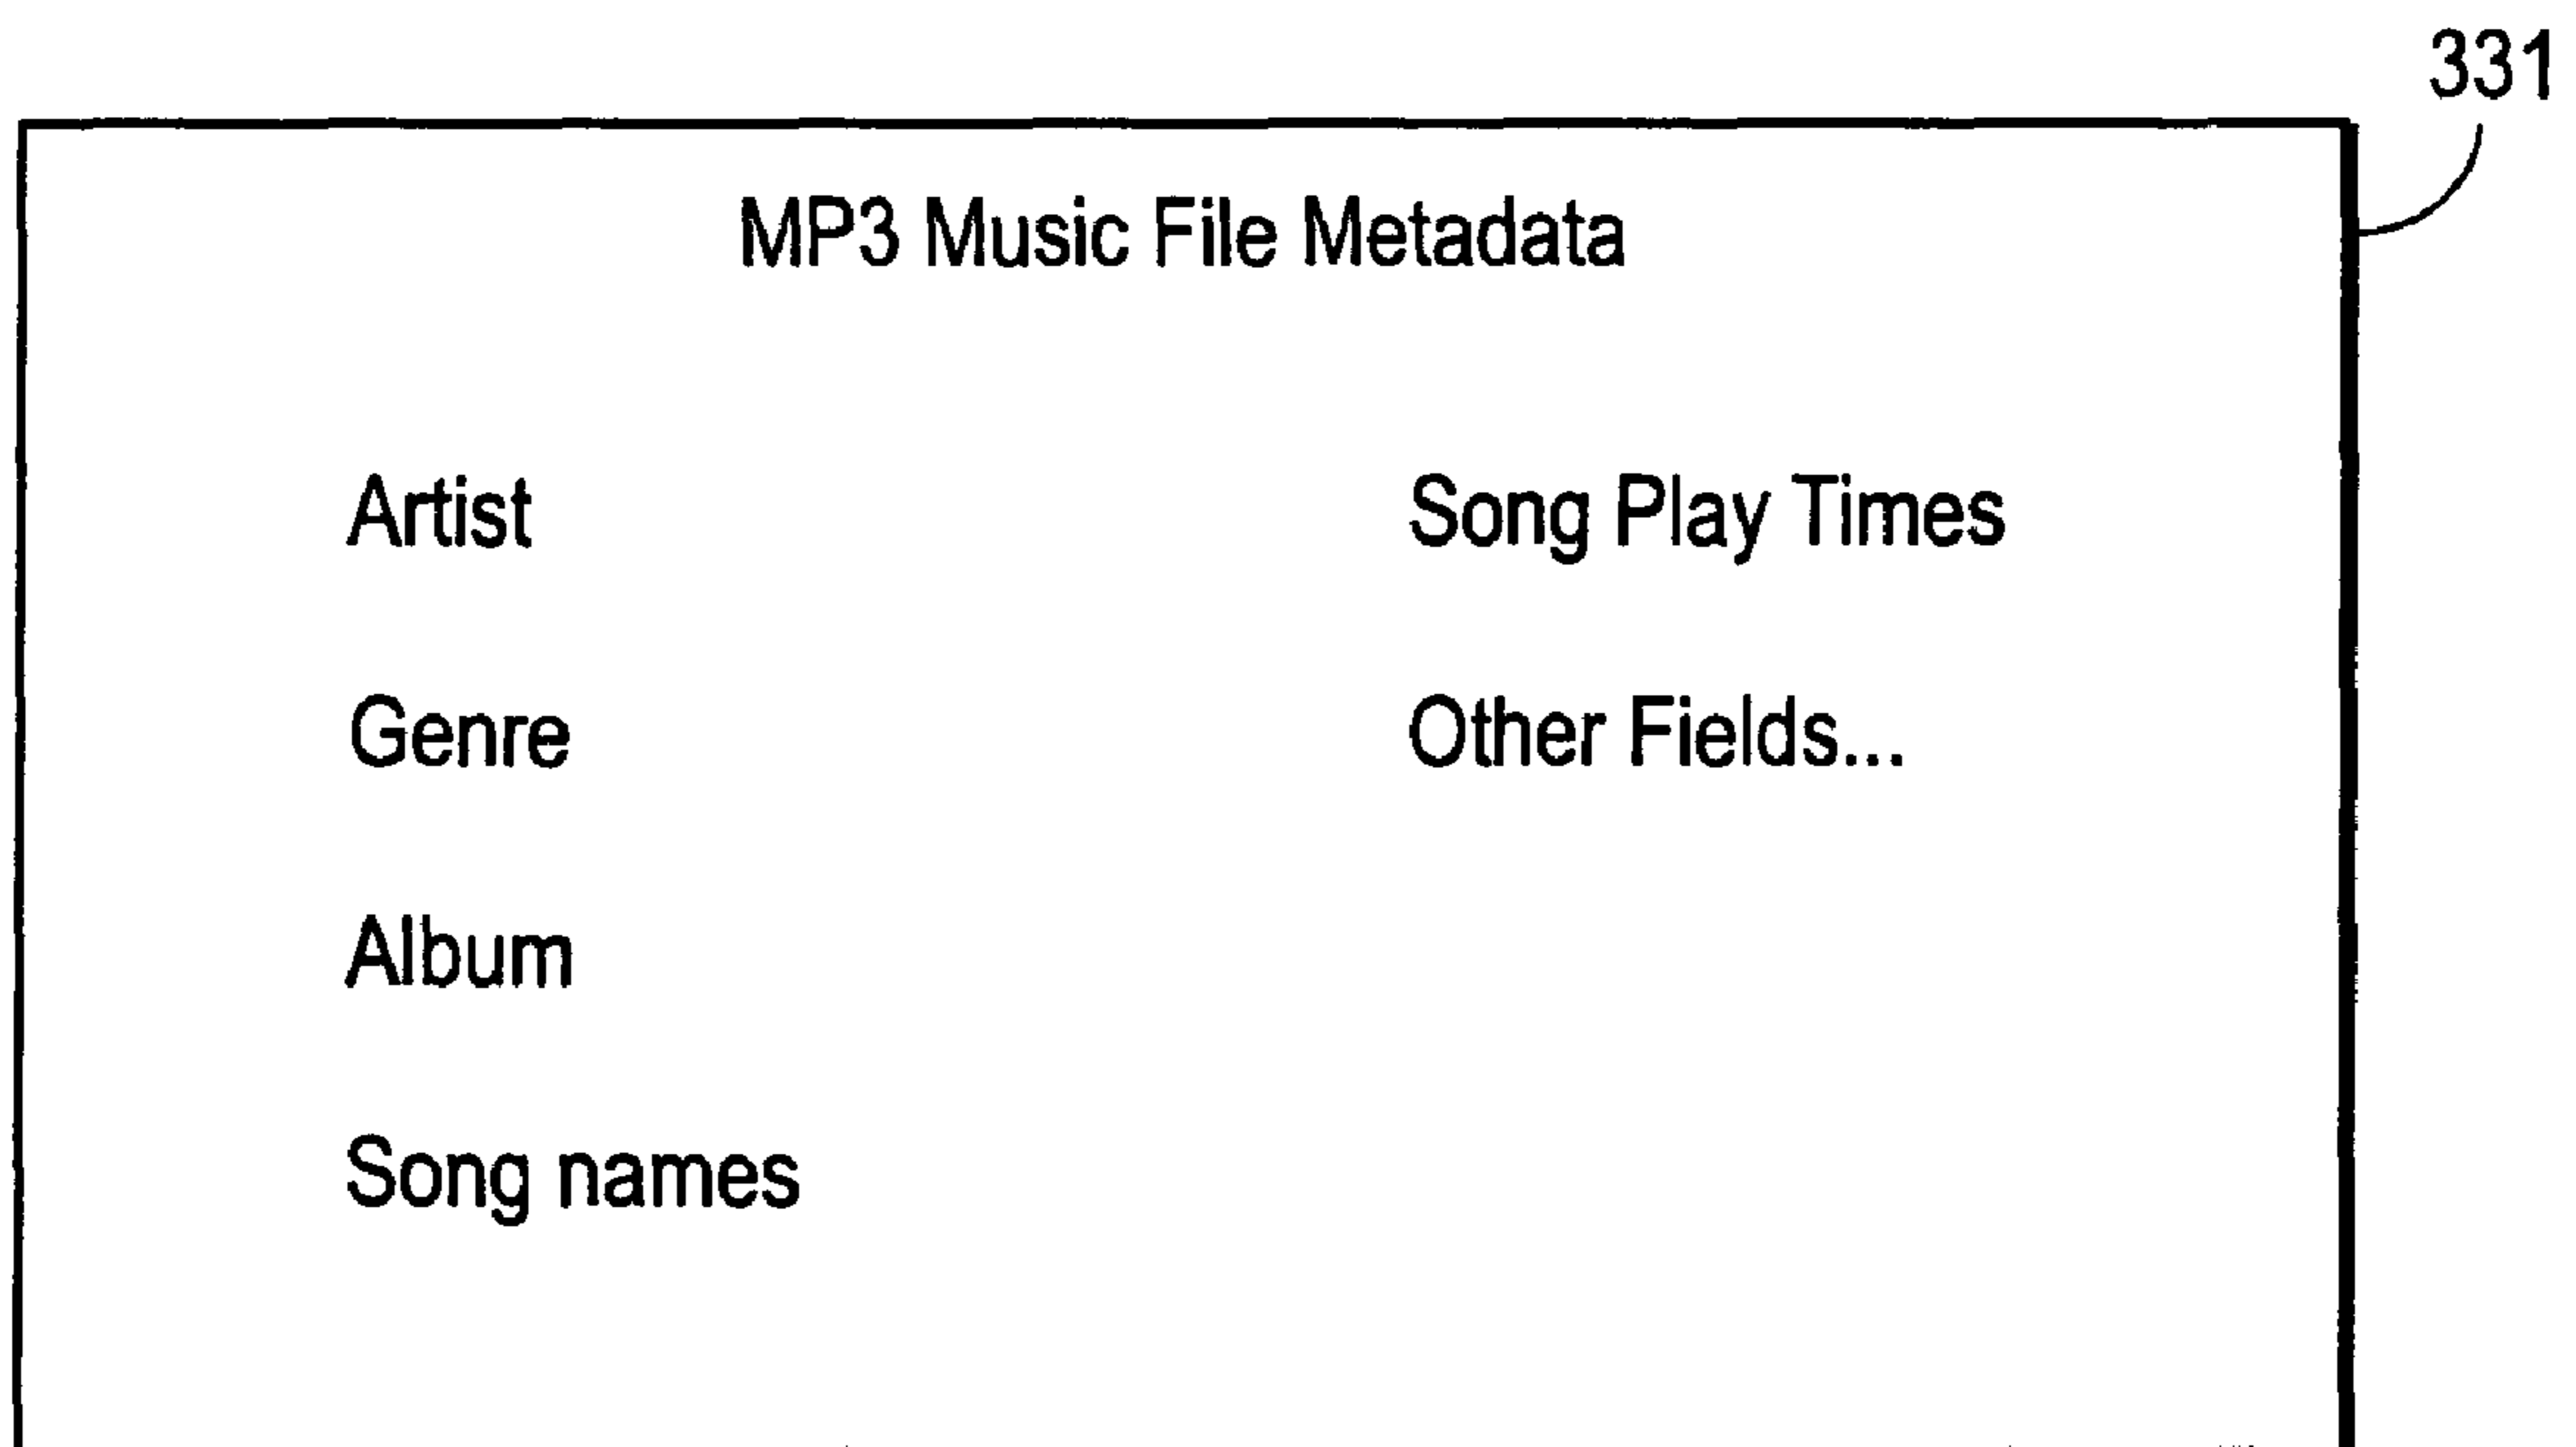 331
MP3 Music File Metadata
Artist
Song Play Times
Genre
Other Fields...
Album
Song names